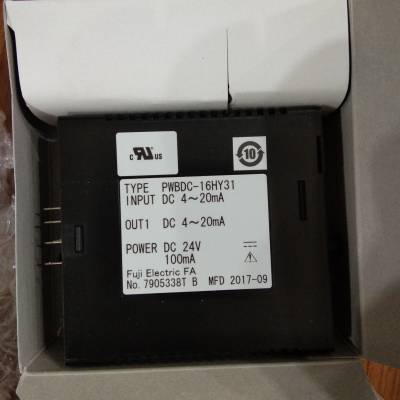 c RU US
10
TYPE PWBDC-16HY31
INPUT DC 4～20mA
OUT1 DC 4～20mA
POWER DC 24V
100mA
Fuji Electric FA
No. 7905338T B MFD 2017-09